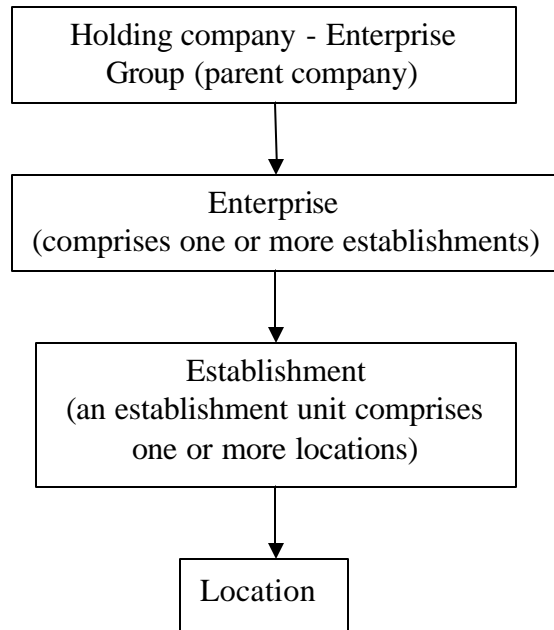 Holding company - Enterprise
Group (parent company)
Enterprise
(comprises one or more establishments)
Establishment
(an establishment unit comprises
one or more locations)
Location